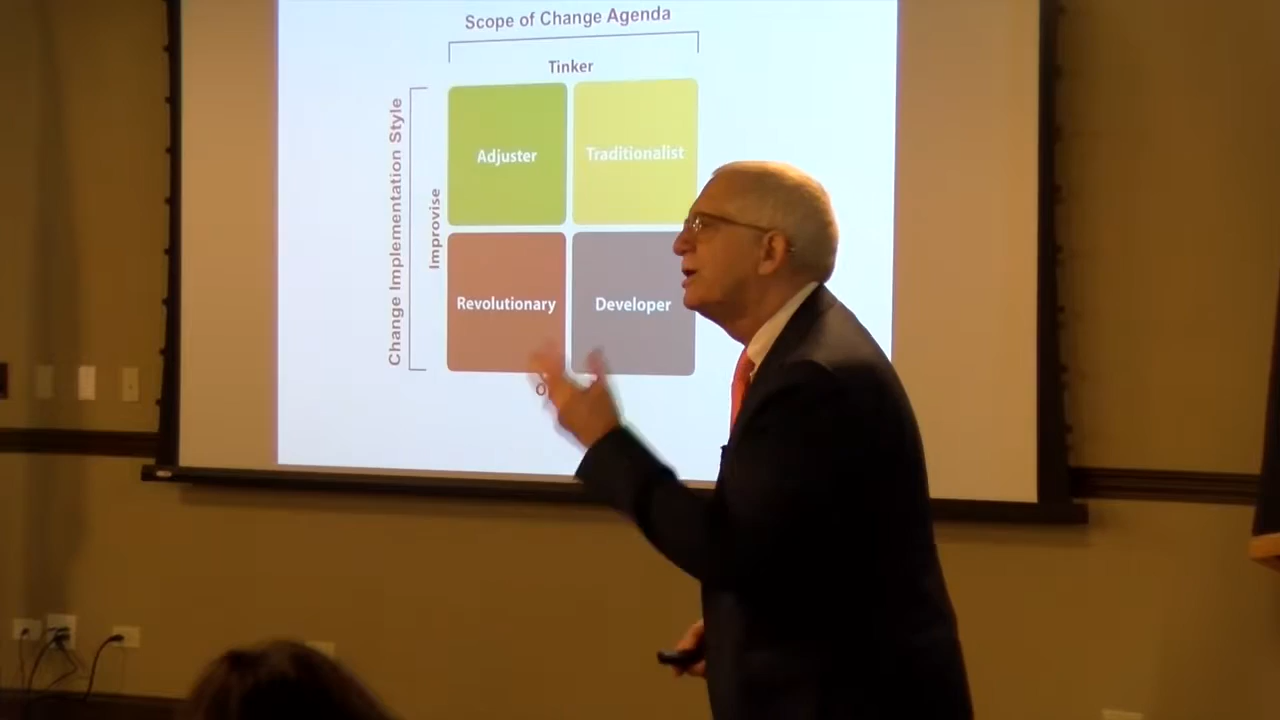 Scope of Change Agenda
Tinker
Change Implementation Style
Improvise
Adjuster
Traditionalist
Revolutionary
Developer